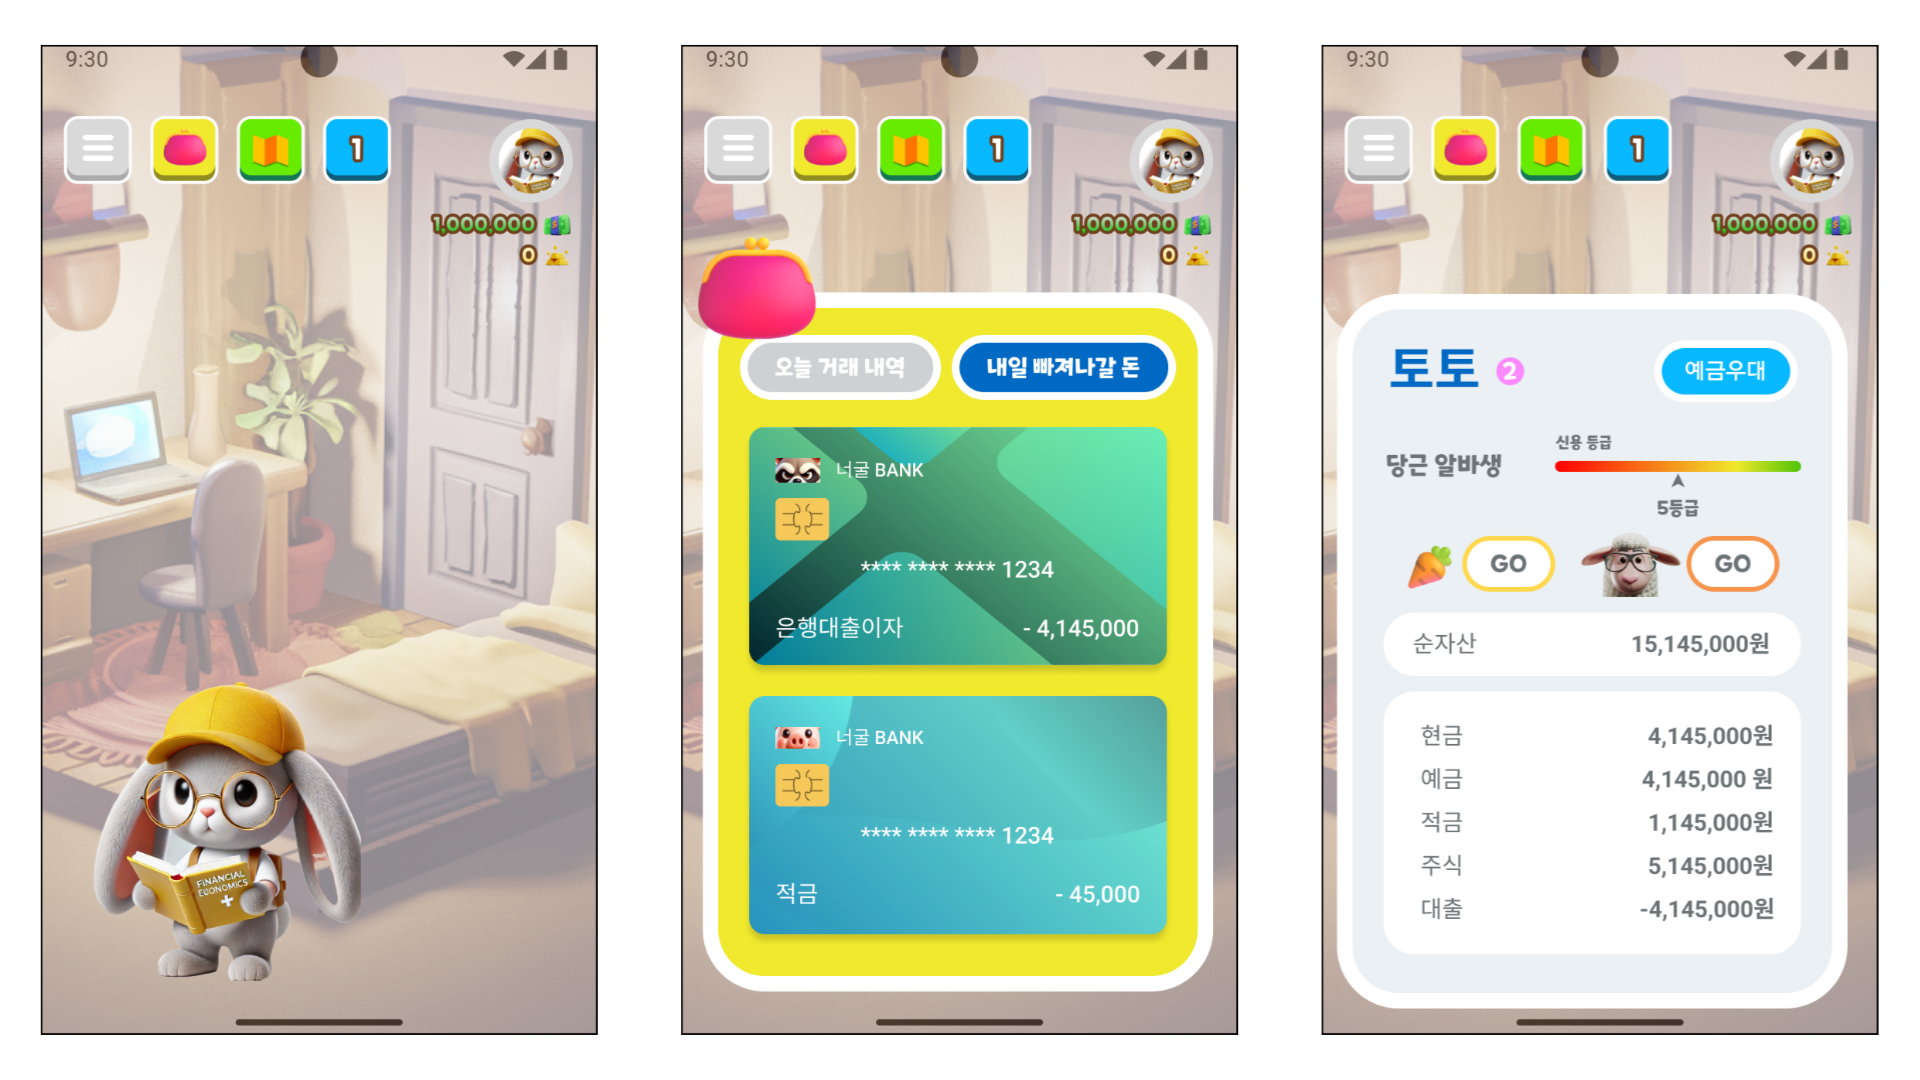 9:30
1
1,000,000
0
FINANCIAL
ECONOMICS
9:30
1
1,000,000
0
오늘 거래 내역
내일 빠져나갈 돈
너굴 BANK
**** **** **** 1234
은행대출이자 - 4,145,000
너굴 BANK
**** **** **** 1234
적금 - 45,000
9:30
1
1,000,000
0
토토 2
예금우대
신용 등급
당근 알바생
5등급
GO
GO
순자산 15,145,000원
현금 4,145,000원
예금 4,145,000 원
적금 1,145,000원
주식 5,145,000원
대출 -4,145,000원